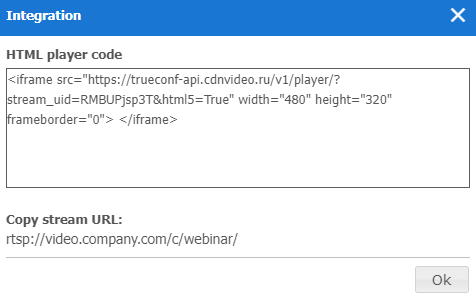 Integration
HTML player code
<iframe src="https://trueconf-api.cdnvideo.ru/v1/player/?
stream_uid=RMBUPjsp3T&html5=True" width="480" height="320"
frameborder="0"> </iframe>
Copy stream URL:
rtsp://video.company.com/c/webinar/
Ok